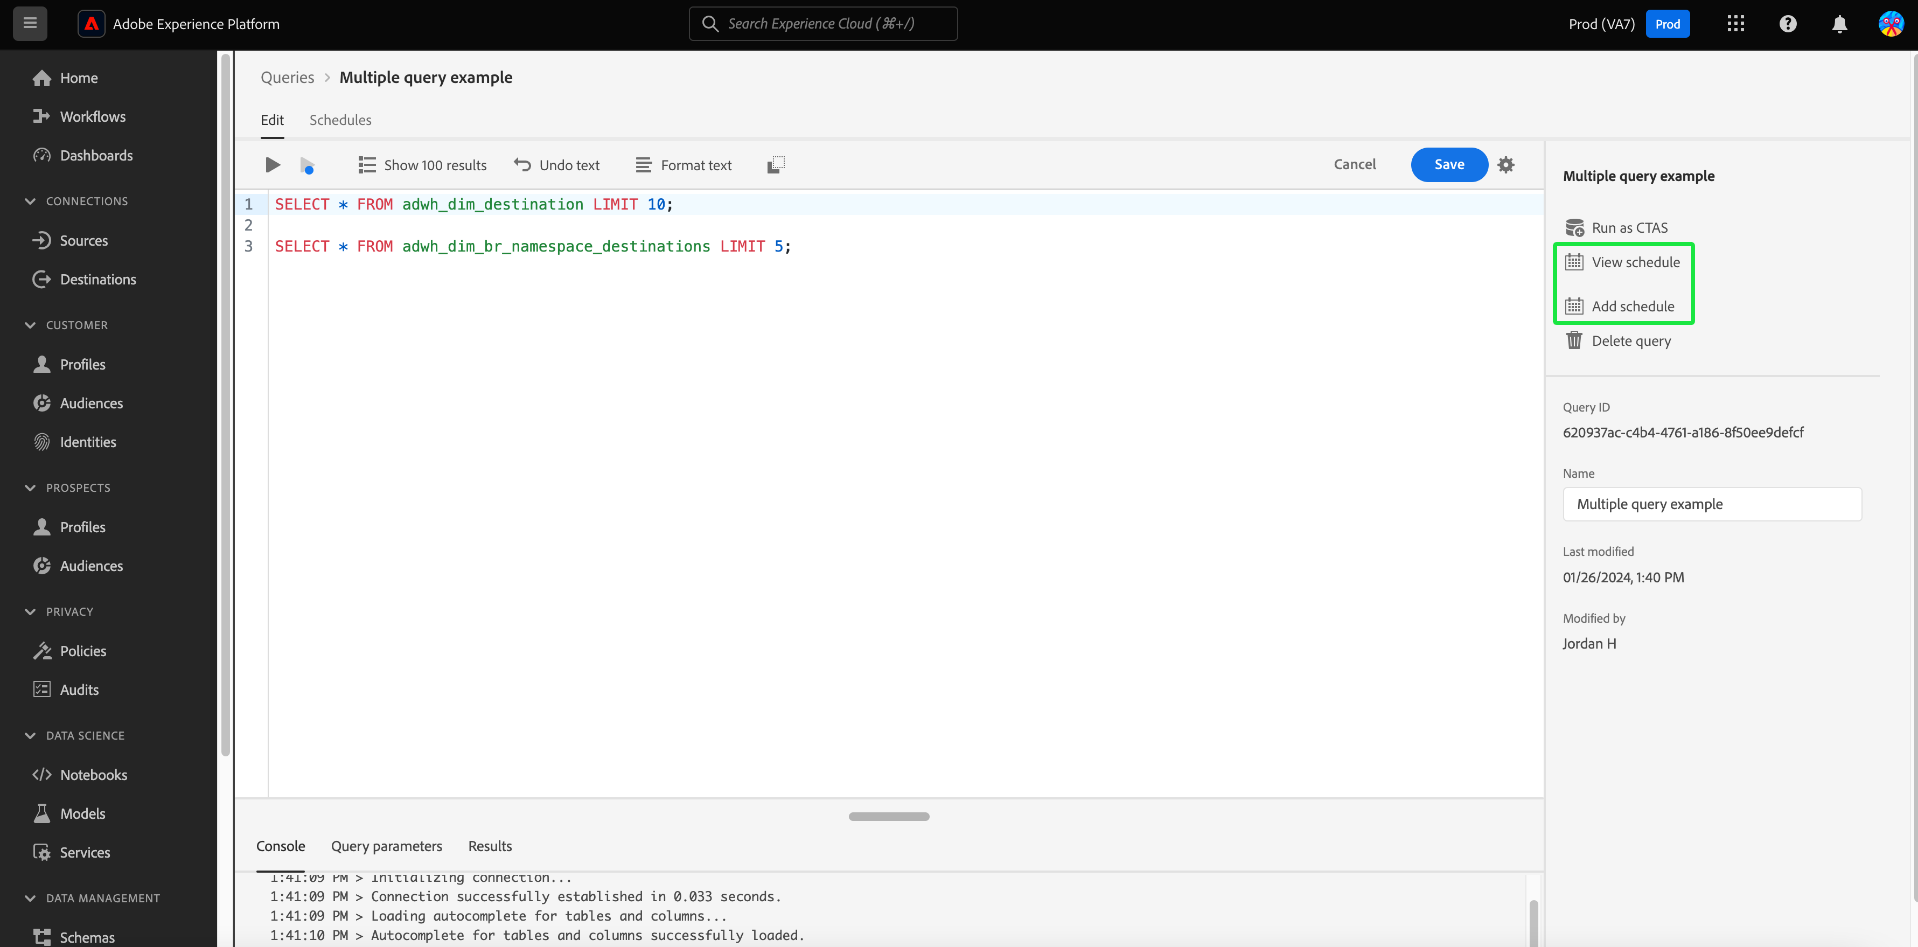 Adobe Experience Platform
Search Experience Cloud (⌘+/)
Prod (VA7)
Prod
Home
Workflows
Dashboards
CONNECTIONS
Sources
Destinations
CUSTOMER
Profiles
Audiences
Identities
PROSPECTS
Profiles
Audiences
PRIVACY
Policies
Audits
DATA SCIENCE
Notebooks
Models
Services
DATA MANAGEMENT
Schemas
Queries > Multiple query example
Edit Schedules
Show 100 results Undo text Format text Cancel Save
1 SELECT * FROM adwh_dim_destination LIMIT 10;
2
3 SELECT * FROM adwh_dim_br_namespace_destinations LIMIT 5;
Console Query parameters Results
1:41:09 PM > Initializing connection...
1:41:09 PM > Connection successfully established in 0.033 seconds.
1:41:09 PM > Loading autocomplete for tables and columns...
1:41:10 PM > Autocomplete for tables and columns successfully loaded.
Multiple query example
Run as CTAS
View schedule
Add schedule
Delete query
Query ID
620937ac-c4b4-4761-a186-8f50ee9defcf
Name
Multiple query example
Last modified
01/26/2024, 1:40 PM
Modified by
Jordan H